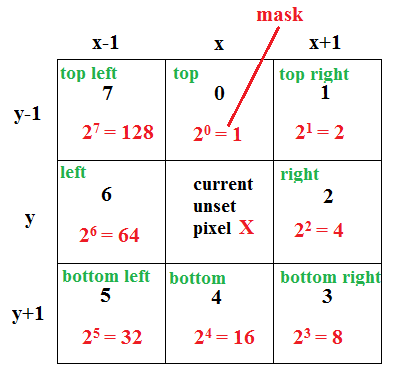 mask
x-1 x x+1
y-1
top left
7
2^7 = 128
top
0
2^0 = 1
top right
1
2^1 = 2
y
left
6
2^6 = 64
current
unset
pixel X
right
2
2^2 = 4
y+1
bottom left
5
2^5 = 32
bottom
4
2^4 = 16
bottom right
3
2^3 = 8